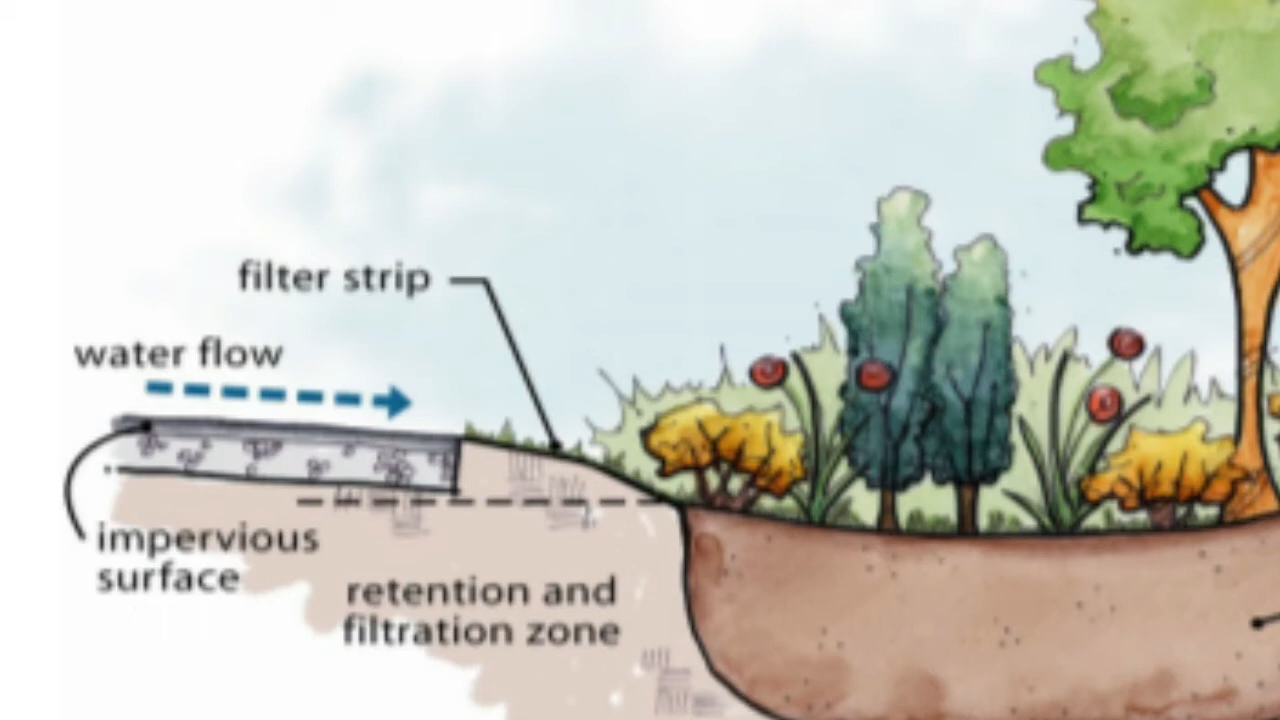 filter strip
water flow
impervious
surface
retention and
filtration zone